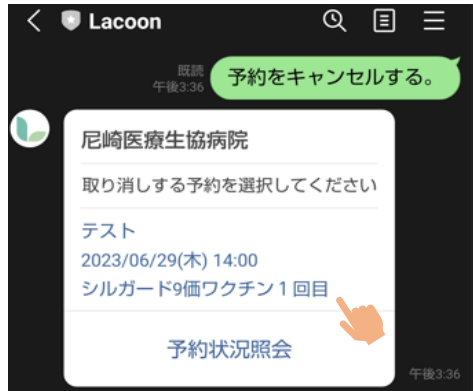 Lacoon
既読
午後3:36
予約をキャンセルする。
尼崎医療生協病院
取り消しする予約を選択してください
テスト
2023/06/29(木) 14:00
シルガード9価ワクチン１回目
予約状況照会
午後3:36